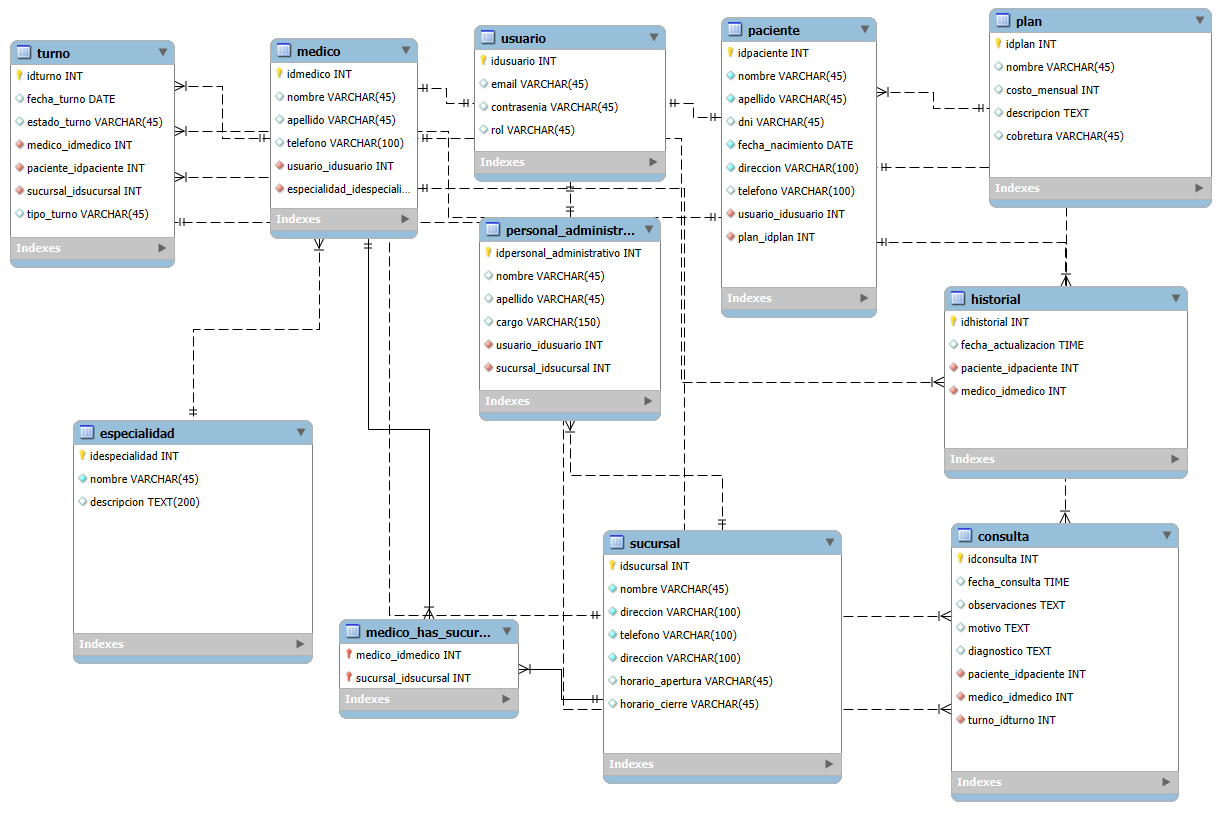 turno
idturno INT
fecha_turno DATE
estado_turno VARCHAR(45)
medico_idmedico INT
paciente_idpaciente INT
sucursal_idsucursal INT
tipo_turno VARCHAR(45)
Indexes
medico
idmedico INT
nombre VARCHAR(45)
apellido VARCHAR(45)
telefono VARCHAR(100)
usuario_idusuario INT
especialidad_idespeciali...
Indexes
usuario
idusuario INT
email VARCHAR(45)
contrasenia VARCHAR(45)
rol VARCHAR(45)
Indexes
paciente
idpaciente INT
nombre VARCHAR(45)
apellido VARCHAR(45)
dni VARCHAR(45)
fecha_nacimiento DATE
direccion VARCHAR(100)
telefono VARCHAR(100)
usuario_idusuario INT
plan_idplan INT
Indexes
plan
idplan INT
nombre VARCHAR(45)
costo_mensual INT
descripcion TEXT
cobretura VARCHAR(45)
Indexes
personal_administr...
idpersonal_administrativo INT
nombre VARCHAR(45)
apellido VARCHAR(45)
cargo VARCHAR(150)
usuario_idusuario INT
sucursal_idsucursal INT
Indexes
historial
idhistorial INT
fecha_actualizacion TIME
paciente_idpaciente INT
medico_idmedico INT
Indexes
especialidad
idespecialidad INT
nombre VARCHAR(45)
descripcion TEXT(200)
Indexes
medico_has_sucur...
medico_idmedico INT
sucursal_idsucursal INT
Indexes
sucursal
idsucursal INT
nombre VARCHAR(45)
direccion VARCHAR(100)
telefono VARCHAR(100)
direccion VARCHAR(100)
horario_apertura VARCHAR(45)
horario_cierre VARCHAR(45)
Indexes
consulta
idconsulta INT
fecha_consulta TIME
observaciones TEXT
motivo TEXT
diagnostico TEXT
paciente_idpaciente INT
medico_idmedico INT
turno_idturno INT
Indexes